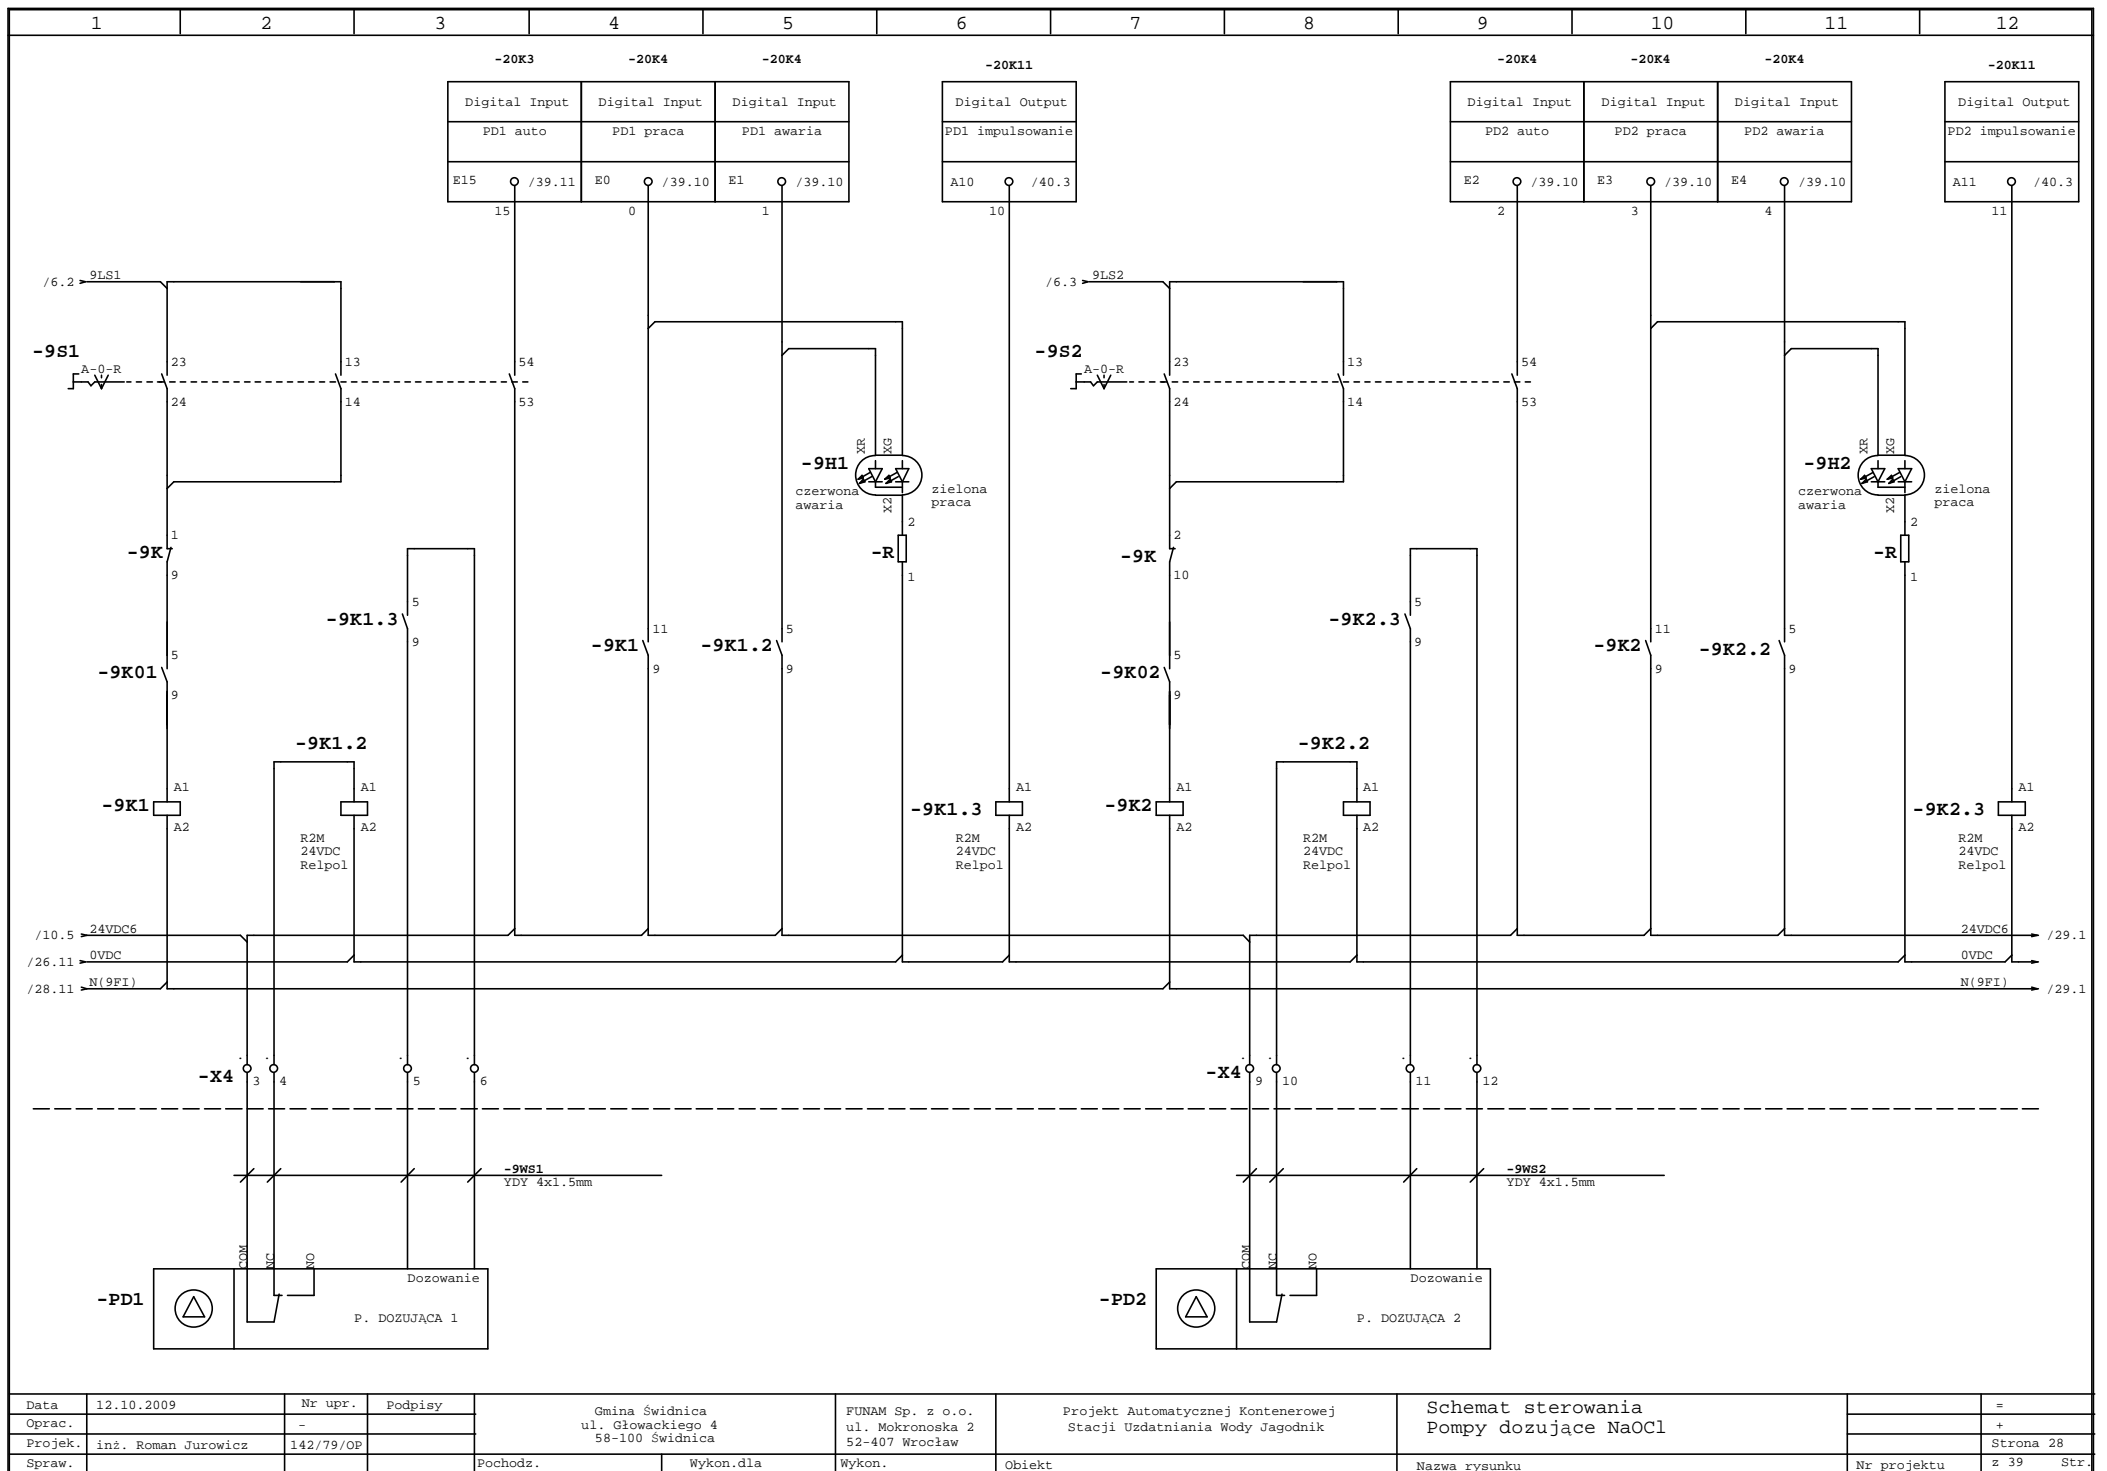 1 2 3 4 5 6 7 8 9 10 11 12
-20K3 -20K4 -20K4 -20K11 -20K4 -20K4 -20K4 -20K11
Digital Input Digital Input Digital Input Digital Output Digital Input Digital Input Digital Input Digital Output
PD1 auto PD1 praca PD1 awaria PD1 impulsowanie PD2 auto PD2 praca PD2 awaria PD2 impulsowanie
E15 /39.11 E0 /39.10 E1 /39.10 A10 /40.3 E2 /39.10 E3 /39.10 E4 /39.10 A11 /40.3
15 0 1 10 2 3 4 11
/6.2 9LS1 /6.3 9LS2
-9S1 23 13 54 -9S2 23 13 54
A-0-R A-0-R
24 14 53 24 14 53
XR XG XR XG
-9H1 -9H2
czerwona zielona czerwona zielona
awaria X2 praca awaria X2 praca
2 2
1 2
-9K -R -9K -R
9 1 10 1
5 5
-9K1.3 -9K2.3
11 5 11 5
9 -9K1 -9K1.2 9 -9K2 -9K2.2
5 5
-9K01 9 9 -9K02 9 9
9 9
-9K1.2 -9K2.2
A1 A1 A1 A1 A1 A1
-9K1 -9K1.3 -9K2 -9K2.3
A2 A2 A2 A2 A2 A2
R2M R2M R2M R2M
24VDC 24VDC 24VDC 24VDC
Relpol Relpol Relpol Relpol
/10.5 24VDC6 24VDC6 /29.1
/26.11 0VDC 0VDC
/28.11 N(9FI) N(9FI) /29.1
-X4 3 4 5 6 -X4 9 10 11 12
-9WS1 -9WS2
YDY 4x1.5mm YDY 4x1.5mm
COM NC NO COM NC NO
Dozowanie Dozowanie
-PD1 -PD2
P. DOZUJĄCA 1 P. DOZUJĄCA 2
Data 12.10.2009 Nr upr. Podpisy
Oprac. -
Projek. inż. Roman Jurowicz 142/79/OP
Spraw.
Gmina Świdnica
ul. Głowackiego 4
58-100 Świdnica
Pochodz. Wykon.dla
FUNAM Sp. z o.o.
ul. Mokronoska 2
52-407 Wrocław
Wykon.
Projekt Automatycznej Kontenerowej
Stacji Uzdatniania Wody Jagodnik
Obiekt
Schemat sterowania
Pompy dozujące NaOCl
Nazwa rysunku
Nr projektu
=
+
Strona 28
z 39 Str.